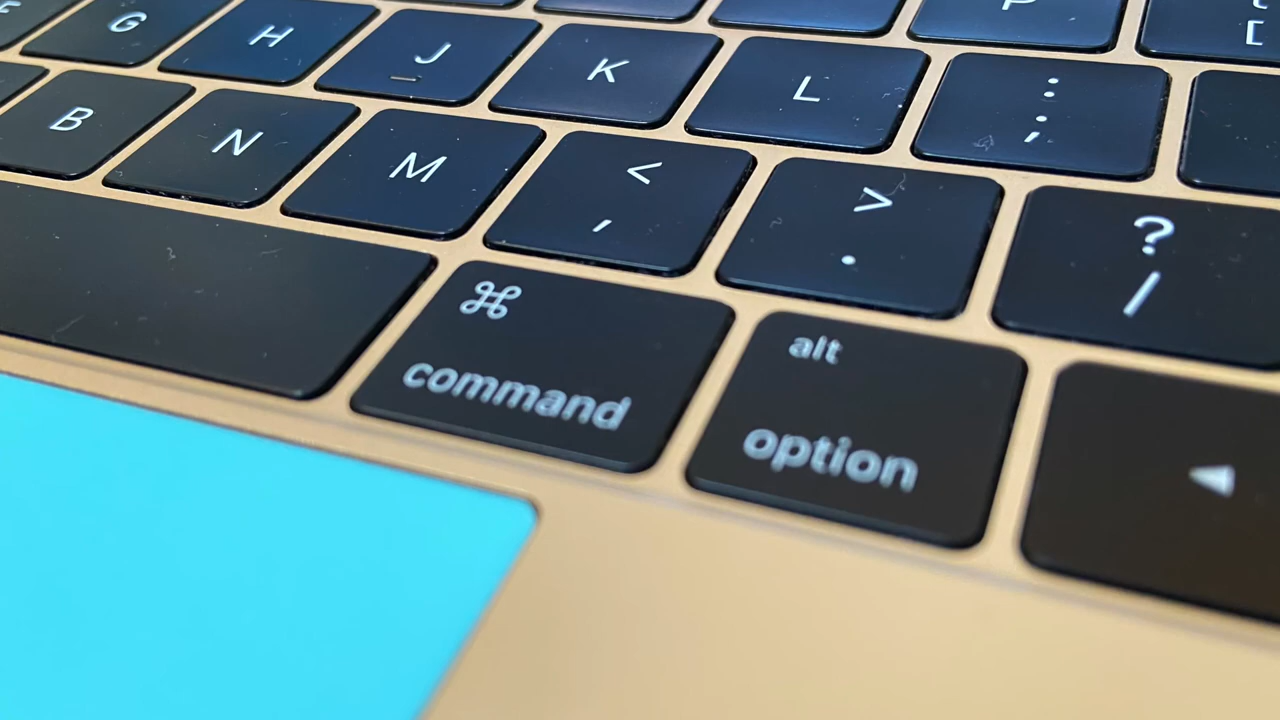 P
[
G H J K L :
;
B N M < >
, .
?
/
⌘ alt
command option
◀